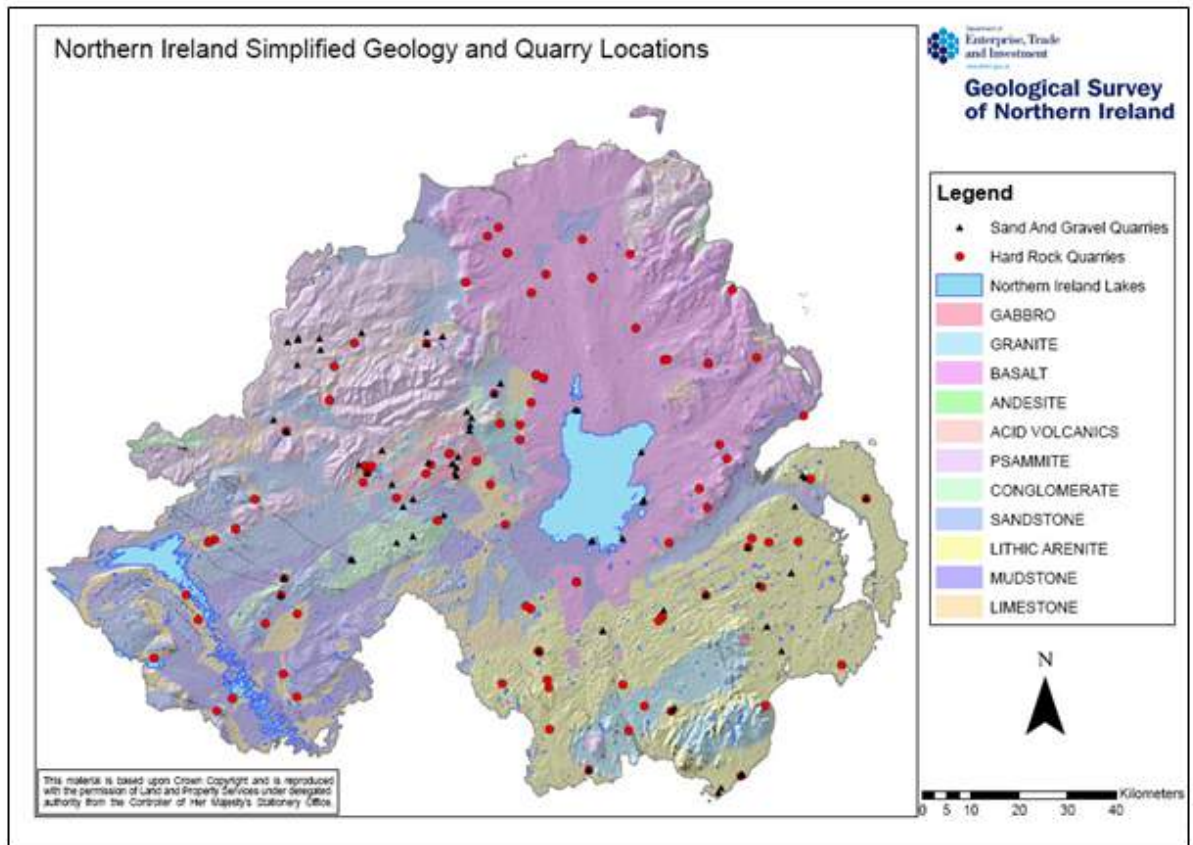 Northern Ireland Simplified Geology and Quarry Locations
Department of
Enterprise, Trade
and Investment
Geological Survey
of Northern Ireland
Legend
Sand And Gravel Quarries
Hard Rock Quarries
Northern Ireland Lakes
GABBRO
GRANITE
BASALT
ANDESITE
ACID VOLCANICS
PSAMMITE
CONGLOMERATE
SANDSTONE
LITHIC ARENITE
MUDSTONE
LIMESTONE
N
Kilometers
0 5 10 20 30 40
This material is based upon Crown Copyright and is reproduced
with the permission of Land and Property Services under delegated
authority from the Controller of Her Majesty's Stationery Office.